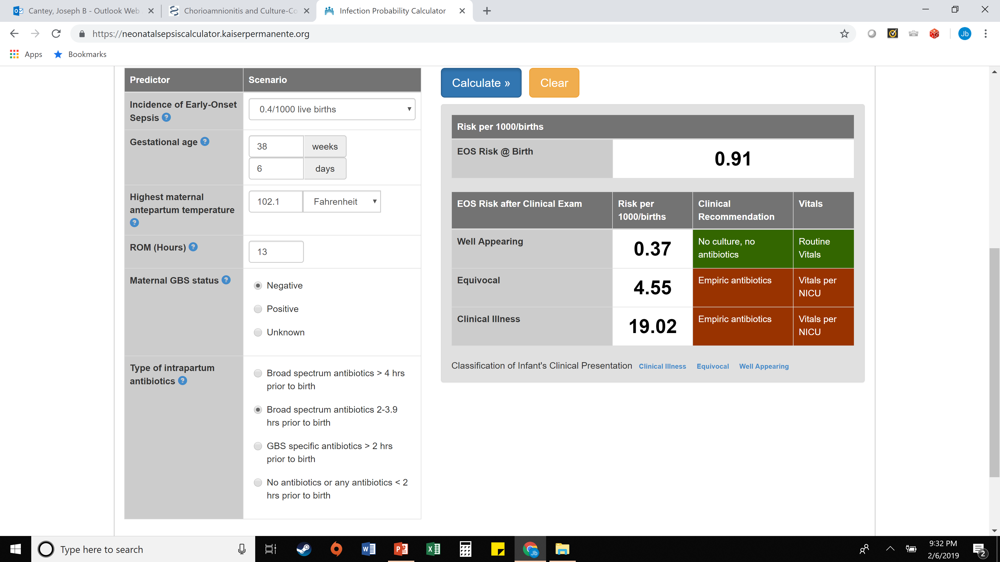 Cantey, Joseph B - Outlook Web
Chorioamnionitis and Culture-Co
Infection Probability Calculator
https://neonatalsepsiscalculator.kaiserpermanente.org
Jb
Apps
Bookmarks
Predictor
Scenario
Incidence of Early-Onset
Sepsis ?
0.4/1000 live births
Gestational age ?
38 weeks
6 days
Highest maternal
antepartum temperature
?
102.1 Fahrenheit
ROM (Hours) ?
13
Maternal GBS status ?
Negative
Positive
Unknown
Type of intrapartum
antibiotics ?
Broad spectrum antibiotics > 4 hrs
prior to birth
Broad spectrum antibiotics 2-3.9
hrs prior to birth
GBS specific antibiotics > 2 hrs
prior to birth
No antibiotics or any antibiotics < 2
hrs prior to birth
Calculate »
Clear
Risk per 1000/births
EOS Risk @ Birth
0.91
EOS Risk after Clinical Exam
Risk per
1000/births
Clinical
Recommendation
Vitals
Well Appearing
0.37
No culture, no
antibiotics
Routine
Vitals
Equivocal
4.55
Empiric antibiotics
Vitals per
NICU
Clinical Illness
19.02
Empiric antibiotics
Vitals per
NICU
Classification of Infant's Clinical Presentation Clinical Illness Equivocal Well Appearing
Type here to search
Jb
9:32 PM
2/6/2019
2